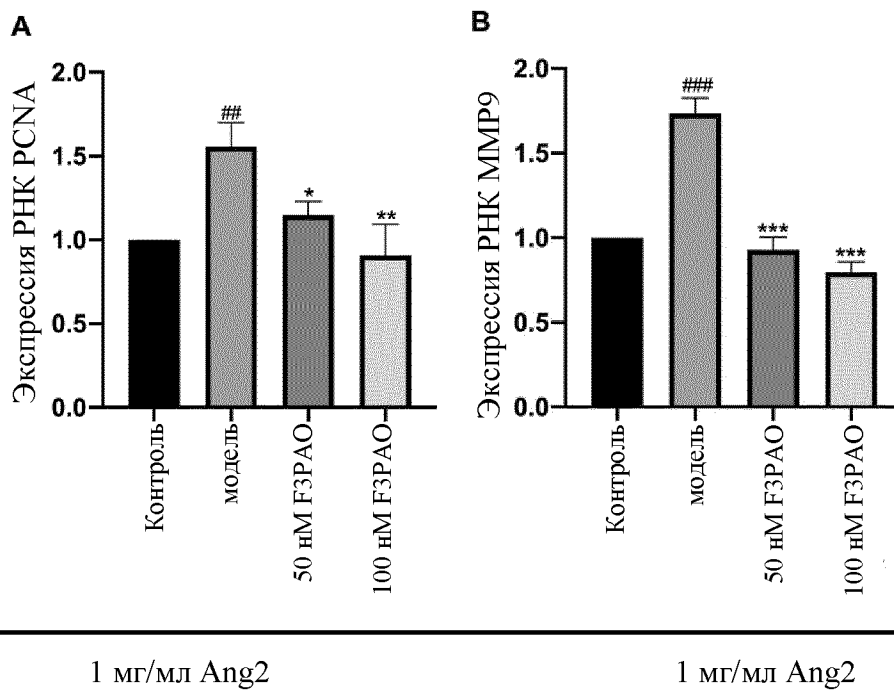 A
Экспрессия РНК PCNA
2.0
1.5
1.0
0.5
0.0
##
*
**
Контроль
модель
50 нМ F3PAO
100 нМ F3PAO
B
Экспрессия РНК MMP9
2.0
1.5
1.0
0.5
0.0
###
***
***
Контроль
модель
50 нМ F3PAO
100 нМ F3PAO
1 мг/мл Ang2
1 мг/мл Ang2